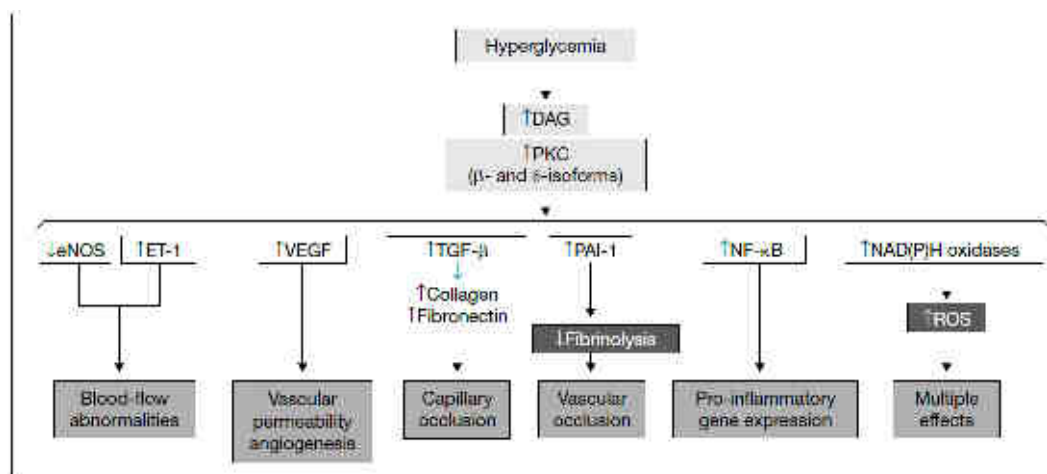 Hyperglycemia
↑DAG
↑PKC
(β- and δ-isoforms)
↓eNOS ↑ET-1 ↑VEGF ↑TGF-β ↑PAI-1 ↑NF-κB ↑NAD(P)H oxidases
↑Collagen
↑Fibronectin
↓Fibrinolysis
↑ROS
Blood-flow
abnormalities
Vascular
permeability
angiogenesis
Capillary
occlusion
Vascular
occlusion
Pro-inflammatory
gene expression
Multiple
effects